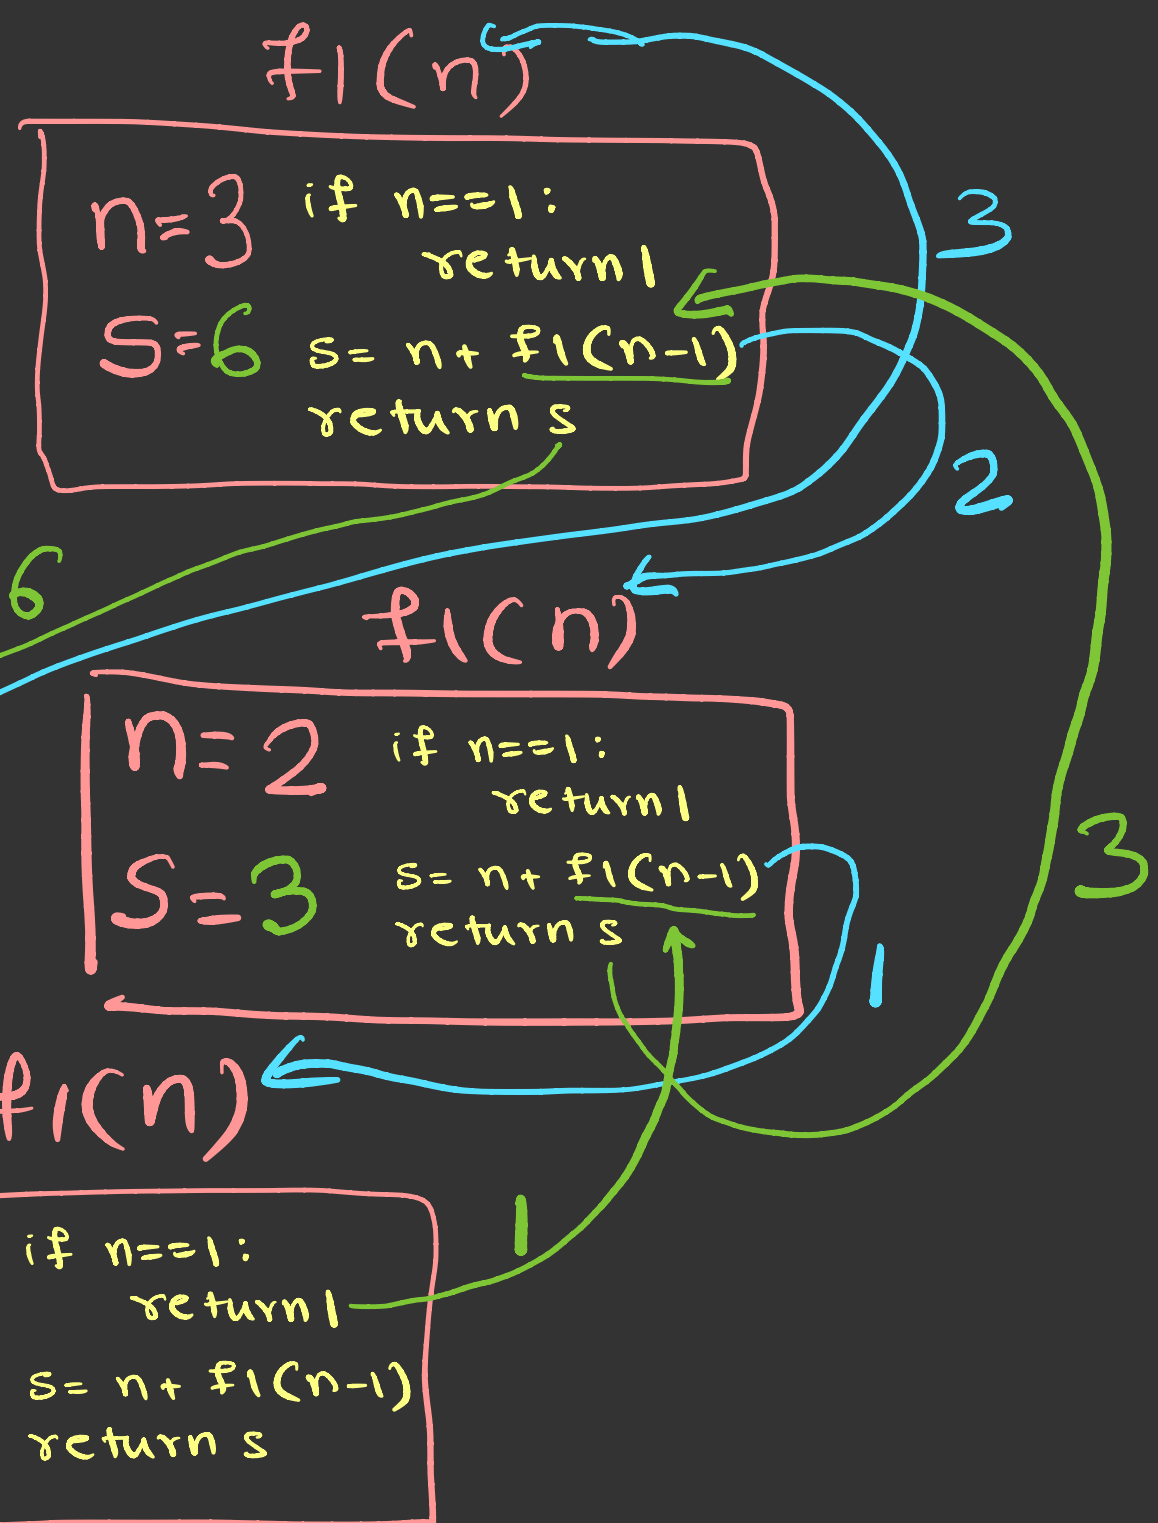 f1(n)
n=3 if n==1:
return 1
3
S=6 s= n+ f1(n-1)
return s
2
6
f1(n)
n=2 if n==1:
return 1
3
S=3 s= n+ f1(n-1)
return s
1
f1(n)
1
if n==1:
return 1
s= n+ f1(n-1)
return s